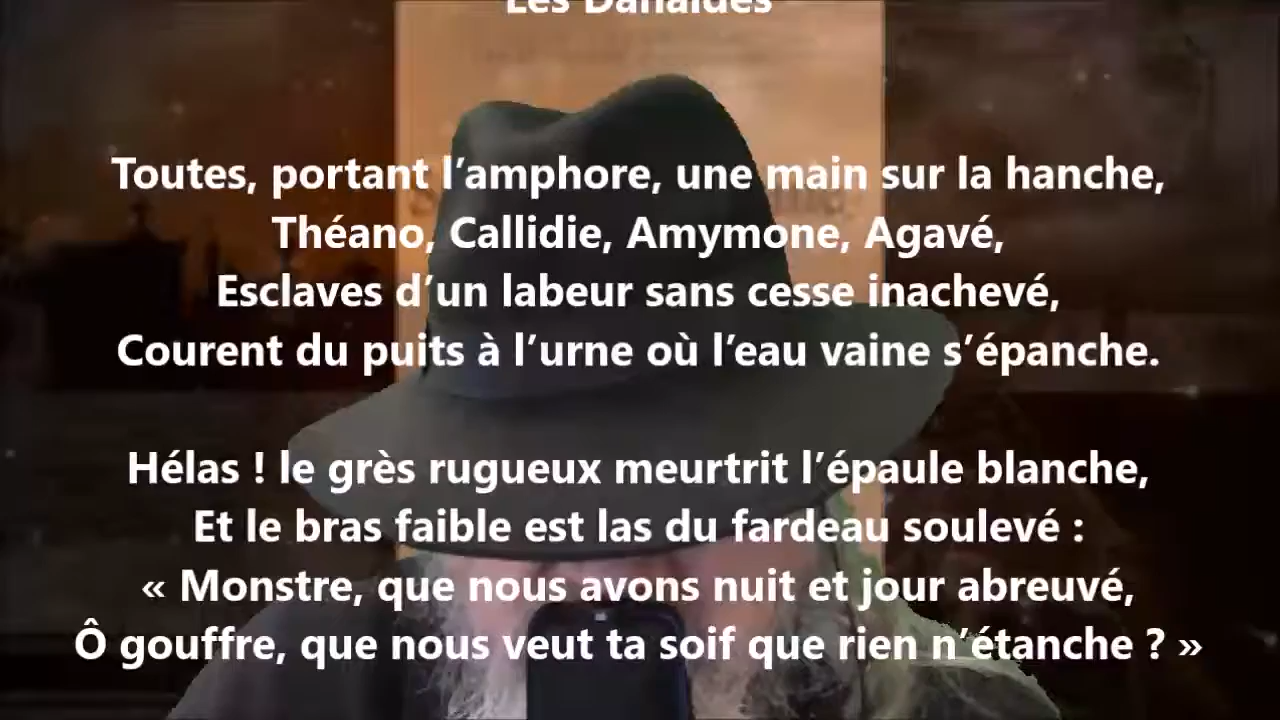 Les Danaïdes
Toutes, portant l’amphore, une main sur la hanche,
Théano, Callidie, Amymone, Agavé,
Esclaves d’un labeur sans cesse inachevé,
Courent du puits à l’urne où l’eau vaine s’épanche.
Hélas ! le grès rugueux meurtrit l’épaule blanche,
Et le bras faible est las du fardeau soulevé :
« Monstre, que nous avons nuit et jour abreuvé,
Ô gouffre, que nous veut ta soif que rien n’étanche ? »